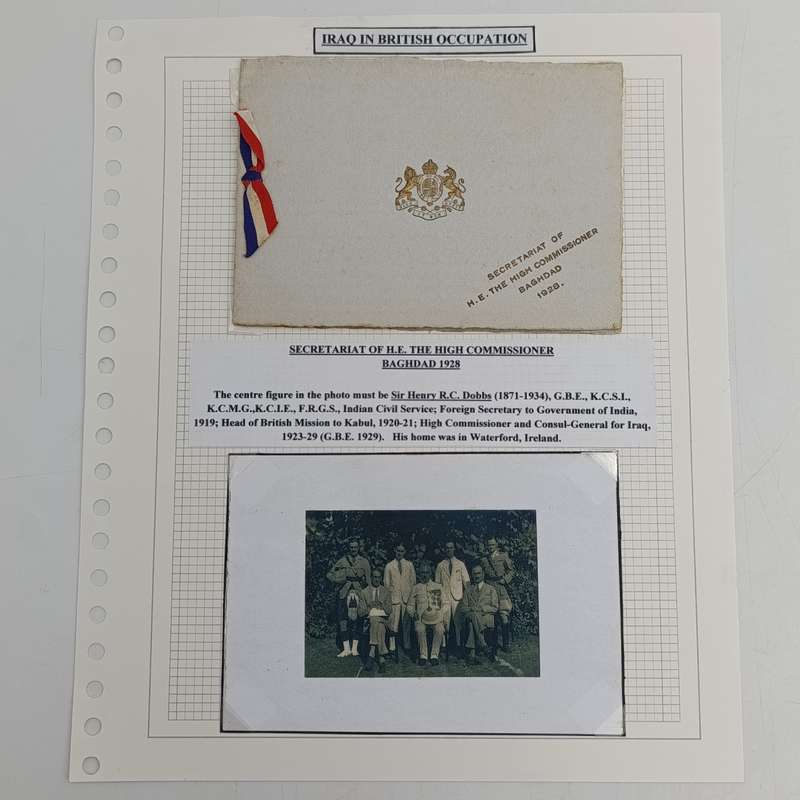 IRAQ IN BRITISH OCCUPATION
SECRETARIAT OF
H.E. THE HIGH COMMISSIONER
BAGHDAD
1928.
SECRETARIAT OF H.E. THE HIGH COMMISSIONER
BAGHDAD 1928
The centre figure in the photo must be Sir Henry R.C. Dobbs (1871-1934), G.B.E., K.C.S.I.,
K.C.M.G.,K.C.I.E., F.R.G.S., Indian Civil Service; Foreign Secretary to Government of India,
1919; Head of British Mission to Kabul, 1920-21; High Commissioner and Consul-General for Iraq,
1923-29 (G.B.E. 1929). His home was in Waterford, Ireland.